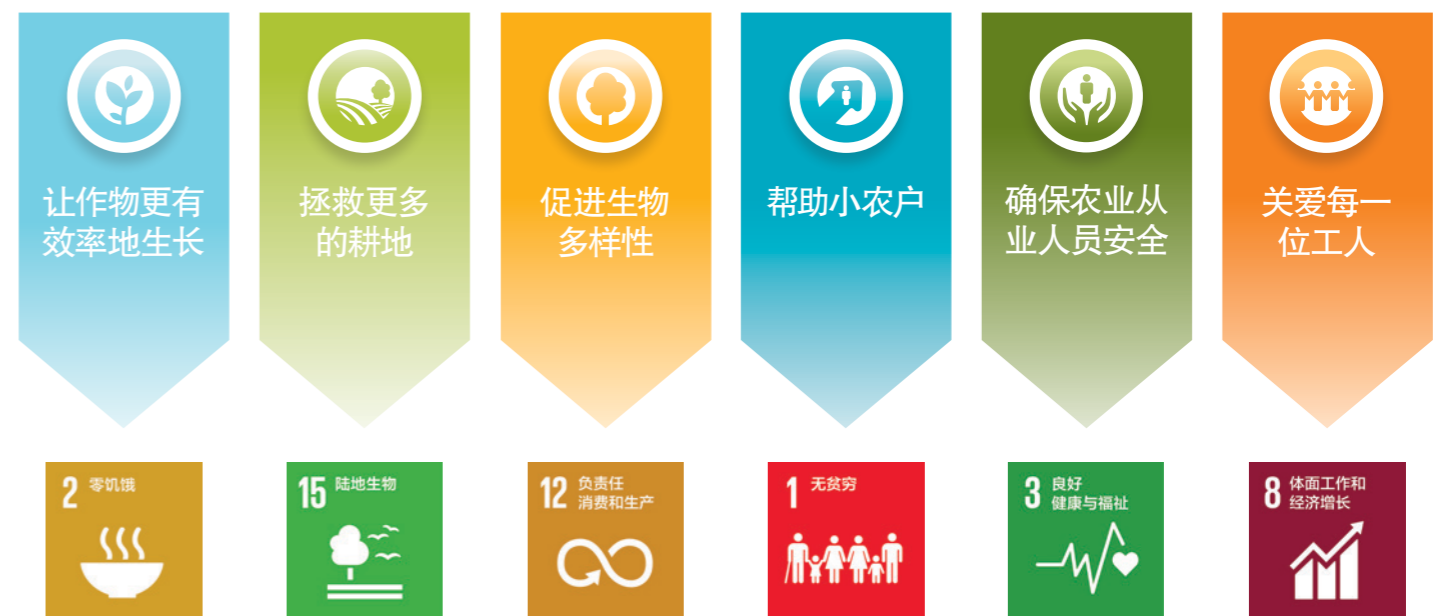 让作物更有
效率地生长
拯救更多
的耕地
促进生物
多样性
帮助小农户
确保农业从
业人员安全
关爱每一
位工人
2 零饥饿
15 陆地生物
12 负责任
消费和生产
1 无贫穷
3 良好
健康与福祉
8 体面工作和
经济增长